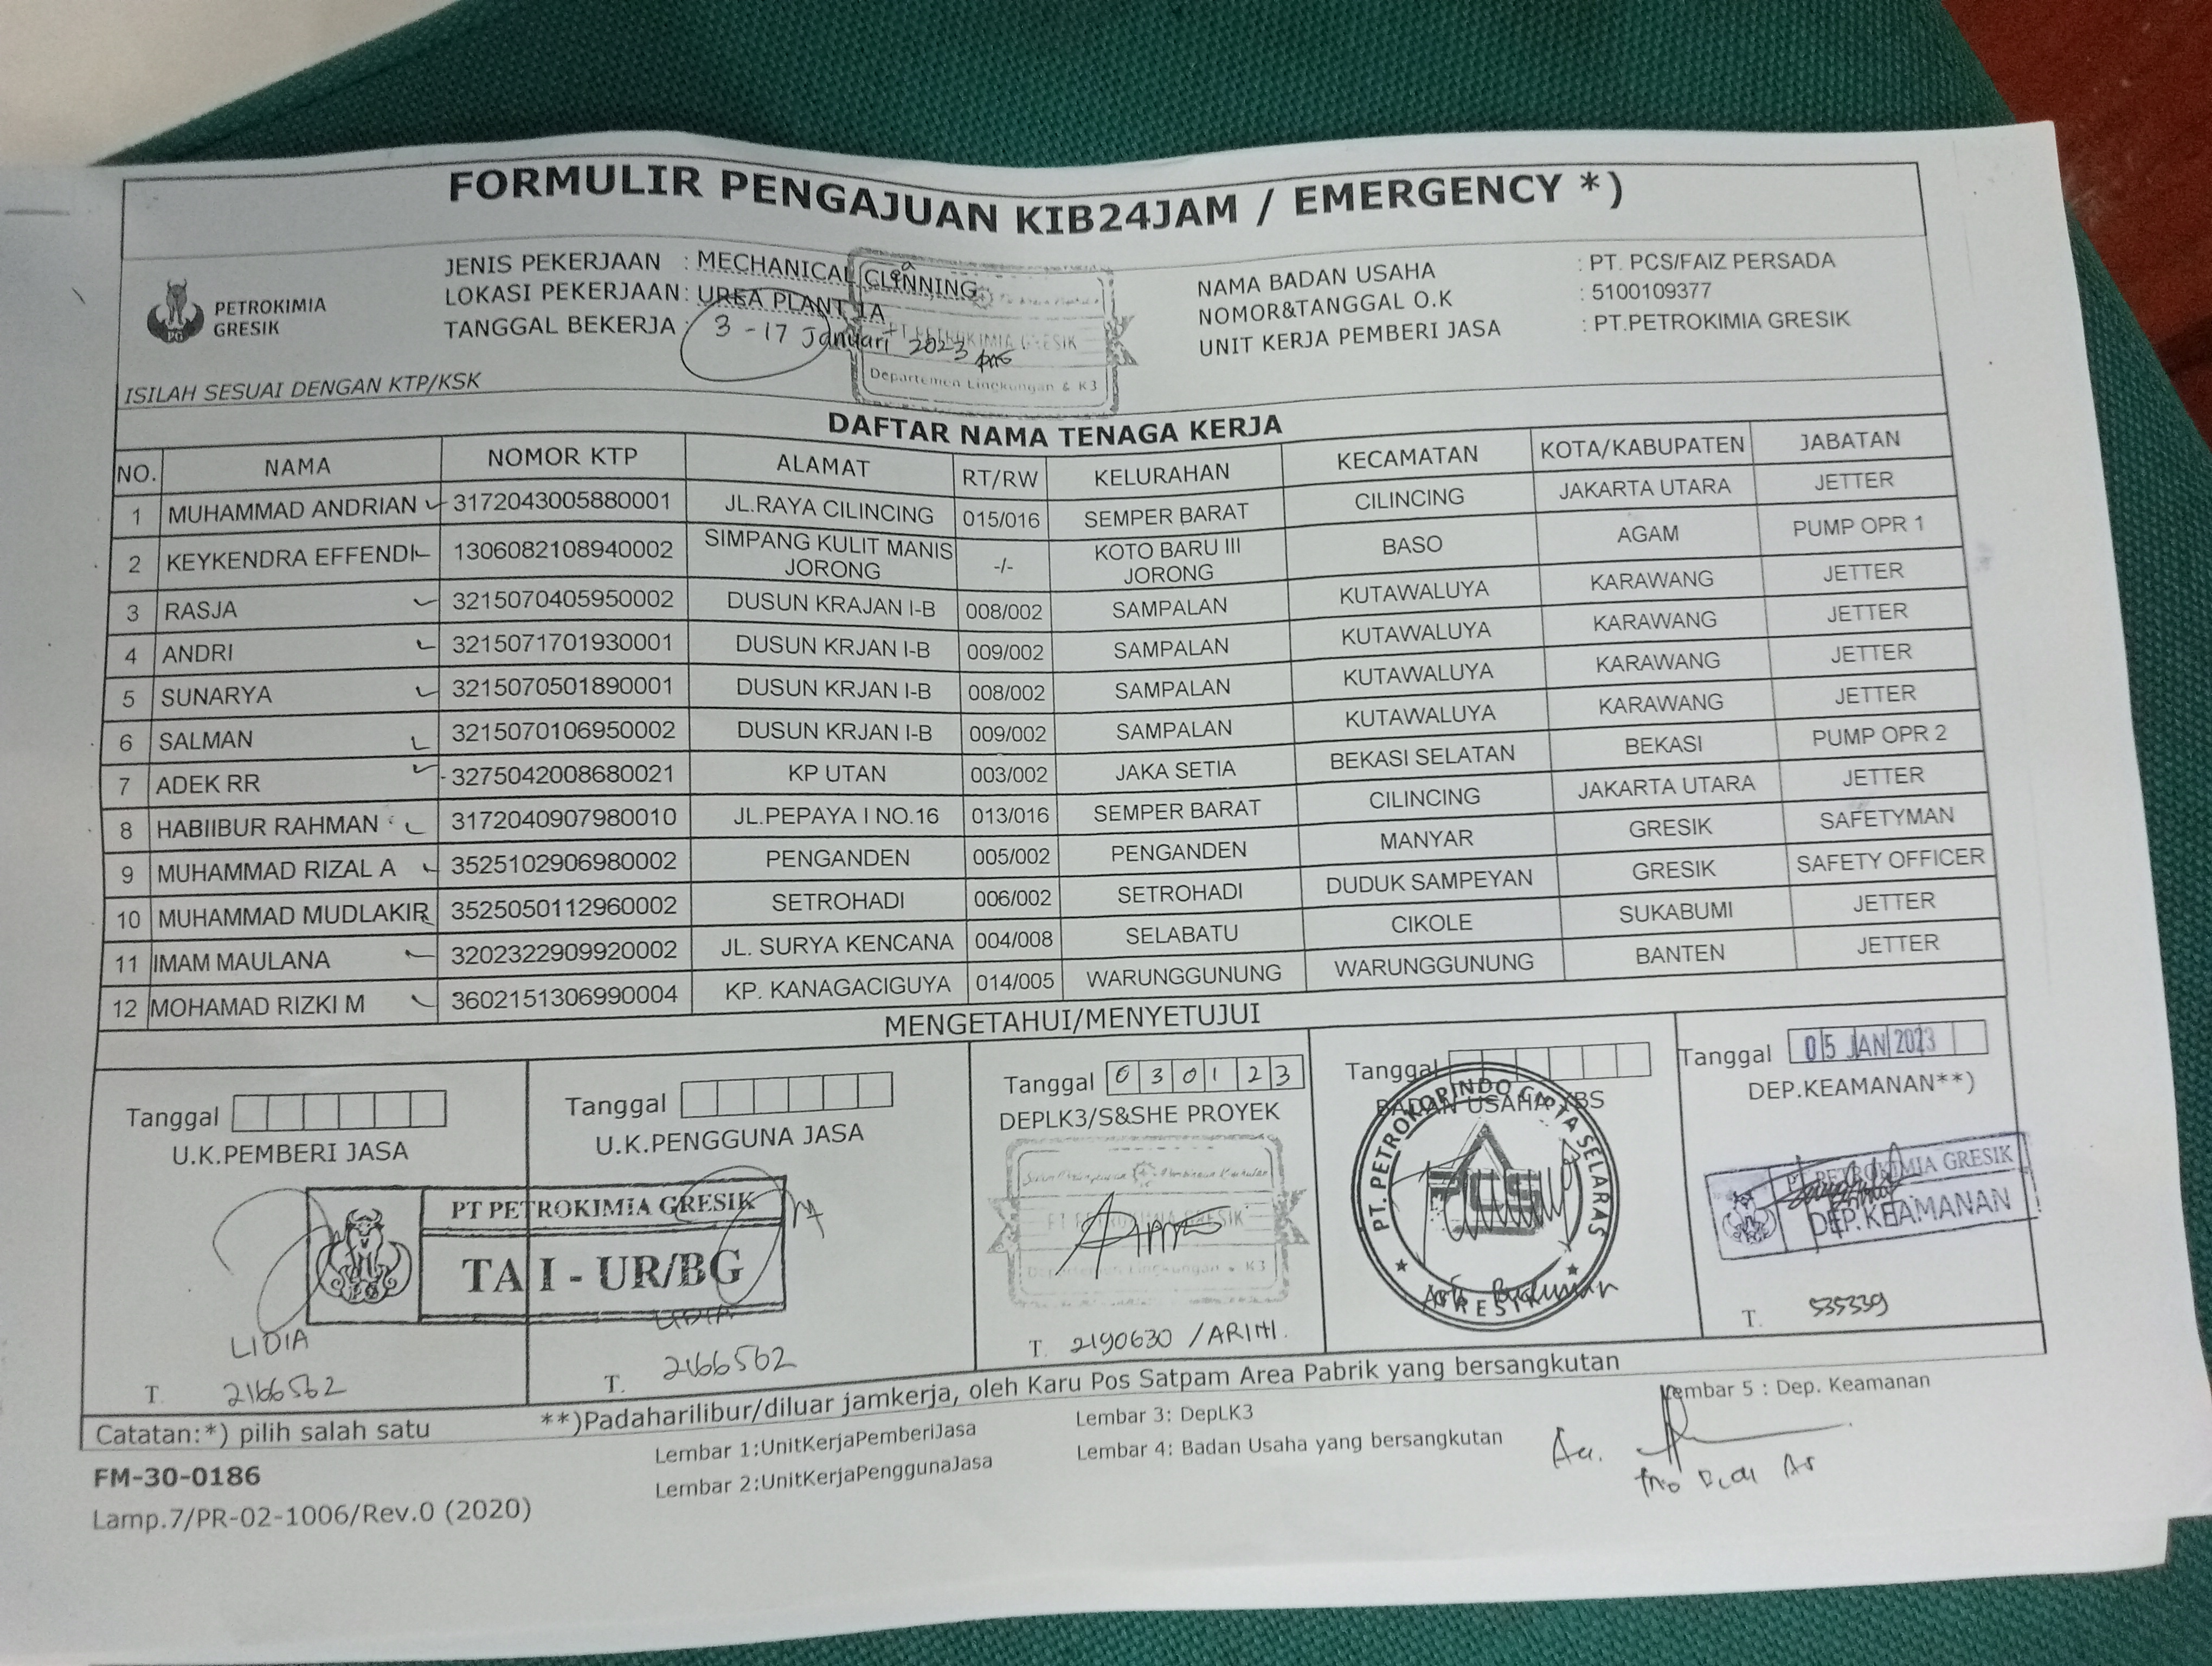 FORMULIR PENGAJUAN KIB24JAM / EMERGENCY *)
PETROKIMIA
GRESIK
JENIS PEKERJAAN : MECHANICAL CLINNING
LOKASI PEKERJAAN: UREA PLANT 1A
TANGGAL BEKERJA : 3 - 17 Januari 2023
NAMA BADAN USAHA : PT. PCS/FAIZ PERSADA
NOMOR&TANGGAL O.K : 5100109377
UNIT KERJA PEMBERI JASA : PT.PETROKIMIA GRESIK
PT PETROKIMIA GRESIK
Departemen Lingkungan & K3
ISILAH SESUAI DENGAN KTP/KSK
DAFTAR NAMA TENAGA KERJA
NO. NAMA NOMOR KTP ALAMAT RT/RW KELURAHAN KECAMATAN KOTA/KABUPATEN JABATAN
1 MUHAMMAD ANDRIAN 3172043005880001 JL.RAYA CILINCING 015/016 SEMPER BARAT CILINCING JAKARTA UTARA JETTER
2 KEYKENDRA EFFENDI 1306082108940002 SIMPANG KULIT MANIS JORONG -/- KOTO BARU III JORONG BASO AGAM PUMP OPR 1
3 RASJA 3215070405950002 DUSUN KRAJAN I-B 008/002 SAMPALAN KUTAWALUYA KARAWANG JETTER
4 ANDRI 3215071701930001 DUSUN KRJAN I-B 009/002 SAMPALAN KUTAWALUYA KARAWANG JETTER
5 SUNARYA 3215070501890001 DUSUN KRJAN I-B 008/002 SAMPALAN KUTAWALUYA KARAWANG JETTER
6 SALMAN 3215070106950002 DUSUN KRJAN I-B 009/002 SAMPALAN KUTAWALUYA KARAWANG JETTER
7 ADEK RR 3275042008680021 KP UTAN 003/002 JAKA SETIA BEKASI SELATAN BEKASI PUMP OPR 2
8 HABIIBUR RAHMAN 3172040907980010 JL.PEPAYA I NO.16 013/016 SEMPER BARAT CILINCING JAKARTA UTARA JETTER
9 MUHAMMAD RIZAL A 3525102906980002 PENGANDEN 005/002 PENGANDEN MANYAR GRESIK SAFETYMAN
10 MUHAMMAD MUDLAKIR 3525050112960002 SETROHADI 006/002 SETROHADI DUDUK SAMPEYAN GRESIK SAFETY OFFICER
11 IMAM MAULANA 3202322909920002 JL. SURYA KENCANA 004/008 SELABATU CIKOLE SUKABUMI JETTER
12 MOHAMAD RIZKI M 3602151306990004 KP. KANAGACIGUYA 014/005 WARUNGGUNUNG WARUNGGUNUNG BANTEN JETTER
MENGETAHUI/MENYETUJUI
Tanggal
U.K.PEMBERI JASA
LIDIA
T. 2166562
Tanggal
U.K.PENGGUNA JASA
PT PETROKIMIA GRESIK
TA I - UR/BG
LIDIA
T. 2166562
Tanggal 030123
DEPLK3/S&SHE PROYEK
PT PETROKIMIA GRESIK
Departemen Lingkungan & K3
T. 2190630 /ARINI.
Tanggal
BADAN USAHA YBS
PT. PETROKOPINDO CIPTA SELARAS
PCS
GRESIK
Tanggal 05 JAN 2023
DEP.KEAMANAN**)
PT PETROKIMIA GRESIK
DEP.KEAMANAN
T. 535339
Catatan:*) pilih salah satu
**)Padaharilibur/diluar jamkerja, oleh Karu Pos Satpam Area Pabrik yang bersangkutan
Lembar 1:UnitKerjaPemberiJasa
Lembar 2:UnitKerjaPenggunaJasa
Lembar 3: DepLK3
Lembar 4: Badan Usaha yang bersangkutan
Lembar 5 : Dep. Keamanan
FM-30-0186
Lamp.7/PR-02-1006/Rev.0 (2020)